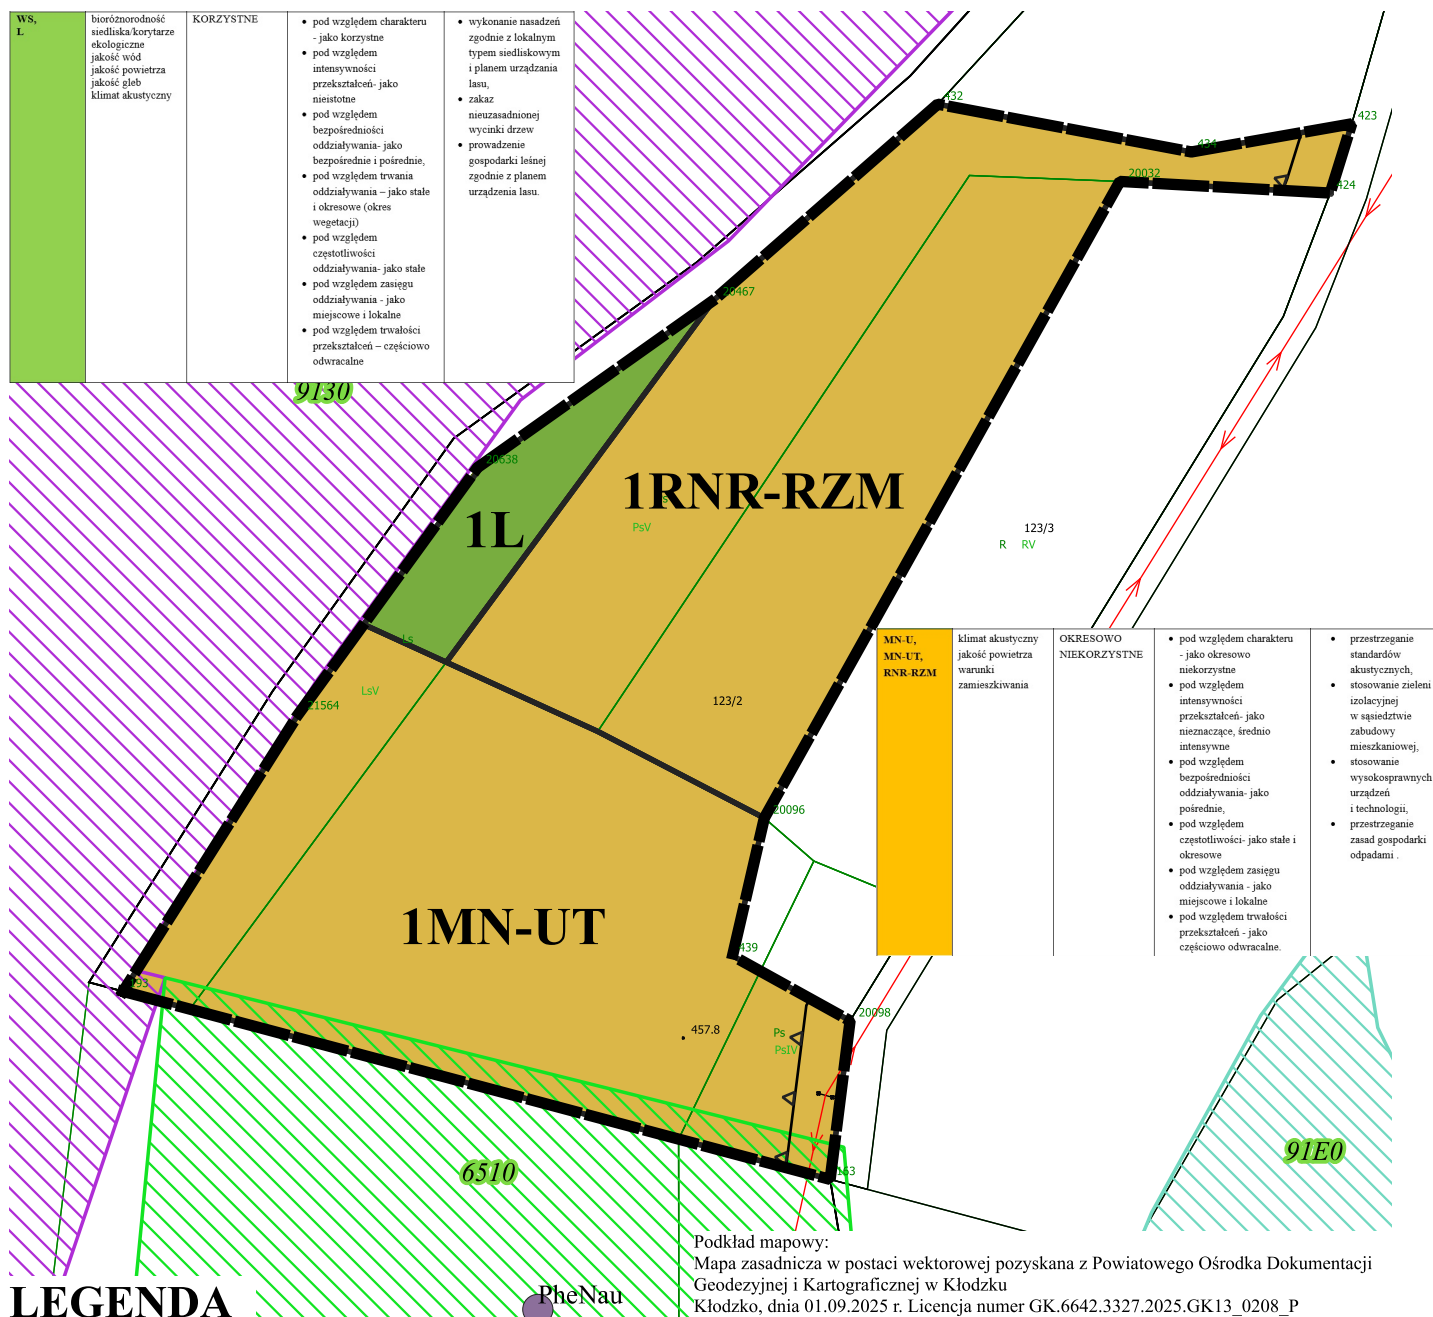 WS,
L
bioróżnorodność
siedliska/korytarze
ekologiczne
jakość wód
jakość powietrza
jakość gleb
klimat akustyczny
KORZYSTNE
• pod względem charakteru
- jako korzystne
• pod względem
intensywności
przekształceń- jako
nieistotne
• pod względem
bezpośredniości
oddziaływania- jako
bezpośrednie i pośrednie,
• pod względem trwania
oddziaływania – jako stałe
i okresowe (okres
wegetacji)
• pod względem
częstotliwości
oddziaływania- jako stałe
• pod względem zasięgu
oddziaływania - jako
miejscowe i lokalne
• pod względem trwałości
przekształceń – częściowo
odwracalne
• wykonanie nasadzeń
zgodnie z lokalnym
typem siedliskowym
i planem urządzania
lasu,
• zakaz
nieuzasadnionej
wycinki drzew
• prowadzenie
gospodarki leśnej
zgodnie z planem
urządzenia lasu.
432
434
423
424
20032
20467
9130
20638
1RNR-RZM
PsV
1L
123/3
R RV
Ls
LsV
21564
123/2
20096
MN-U,
MN-UT,
RNR-RZM
klimat akustyczny
jakość powietrza
warunki
zamieszkiwania
OKRESOWO
NIEKORZYSTNE
• pod względem charakteru
- jako okresowo
niekorzystne
• pod względem
intensywności
przekształceń- jako
nieznaczące, średnio
intensywne
• pod względem
bezpośredniości
oddziaływania- jako
pośrednie,
• pod względem
częstotliwości- jako stałe i
okresowe
• pod względem zasięgu
oddziaływania - jako
miejscowe i lokalne
• pod względem trwałości
przekształceń - jako
częściowo odwracalne.
• przestrzeganie
standardów
akustycznych,
• stosowanie zieleni
izolacyjnej
w sąsiedztwie
zabudowy
mieszkaniowej,
• stosowanie
wysokosprawnych
urządzeń
i technologii,
• przestrzeganie
zasad gospodarki
odpadami .
1MN-UT
439
193
20098
457.8
Ps
PsIV
163
6510
91E0
Podkład mapowy:
Mapa zasadnicza w postaci wektorowej pozyskana z Powiatowego Ośrodka Dokumentacji
Geodezyjnej i Kartograficznej w Kłodzku
Kłodzko, dnia 01.09.2025 r. Licencja numer GK.6642.3327.2025.GK13_0208_P
PheNau
LEGENDA